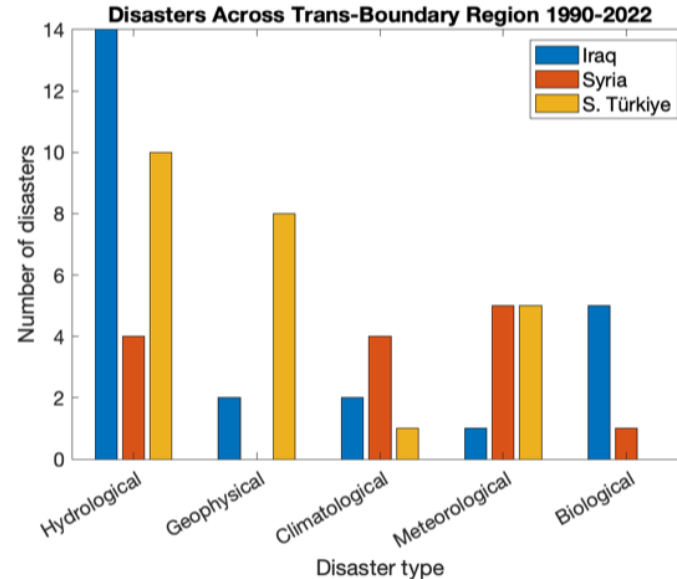 Disasters Across Trans-Boundary Region 1990-2022
Iraq
Syria
S. Türkiye
Number of disasters
14
12
10
8
6
4
2
0
Hydrological
Geophysical
Climatological
Meteorological
Biological
Disaster type